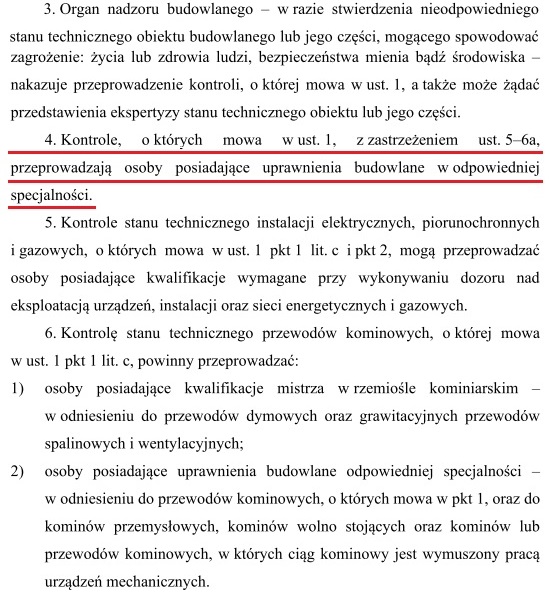 3. Organ nadzoru budowlanego – w razie stwierdzenia nieodpowiedniego
stanu technicznego obiektu budowlanego lub jego części, mogącego spowodować
zagrożenie: życia lub zdrowia ludzi, bezpieczeństwa mienia bądź środowiska –
nakazuje przeprowadzenie kontroli, o której mowa w ust. 1, a także może żądać
przedstawienia ekspertyzy stanu technicznego obiektu lub jego części.
4. Kontrole, o których mowa w ust. 1, z zastrzeżeniem ust. 5–6a,
przeprowadzają osoby posiadające uprawnienia budowlane w odpowiedniej
specjalności.
5. Kontrole stanu technicznego instalacji elektrycznych, piorunochronnych
i gazowych, o których mowa w ust. 1 pkt 1 lit. c i pkt 2, mogą przeprowadzać
osoby posiadające kwalifikacje wymagane przy wykonywaniu dozoru nad
eksploatacją urządzeń, instalacji oraz sieci energetycznych i gazowych.
6. Kontrolę stanu technicznego przewodów kominowych, o której mowa
w ust. 1 pkt 1 lit. c, powinny przeprowadzać:
1) osoby posiadające kwalifikacje mistrza w rzemiośle kominiarskim –
w odniesieniu do przewodów dymowych oraz grawitacyjnych przewodów
spalinowych i wentylacyjnych;
2) osoby posiadające uprawnienia budowlane odpowiedniej specjalności –
w odniesieniu do przewodów kominowych, o których mowa w pkt 1, oraz do
kominów przemysłowych, kominów wolno stojących oraz kominów lub
przewodów kominowych, w których ciąg kominowy jest wymuszony pracą
urządzeń mechanicznych.